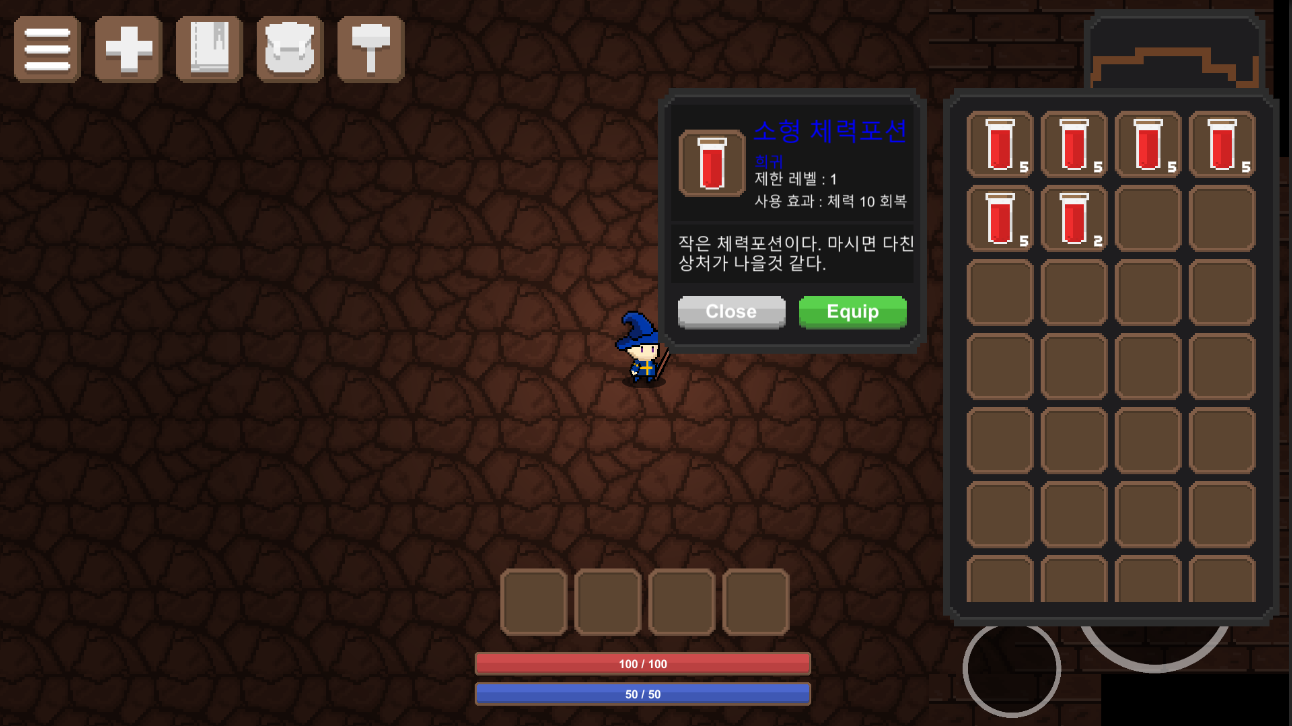 소형 체력포션
희귀
제한 레벨 : 1
사용 효과 : 체력 10 회복
작은 체력포션이다. 마시면 다친
상처가 나을것 같다.
Close
Equip
5
5
5
5
5
2
100 / 100
50 / 50